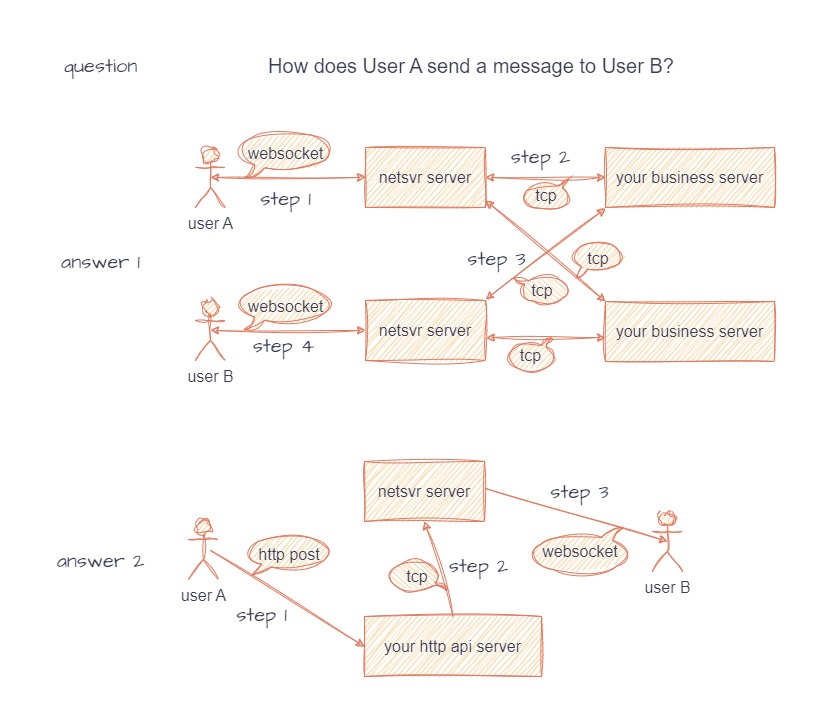 question
How does User A send a message to User B?
websocket
step 1
user A
netsvr server
step 2
tcp
your business server
answer 1
step 3
tcp
tcp
websocket
step 4
user B
netsvr server
tcp
your business server
answer 2
user A
http post
step 1
netsvr server
tcp
step 2
your http api server
step 3
websocket
user B